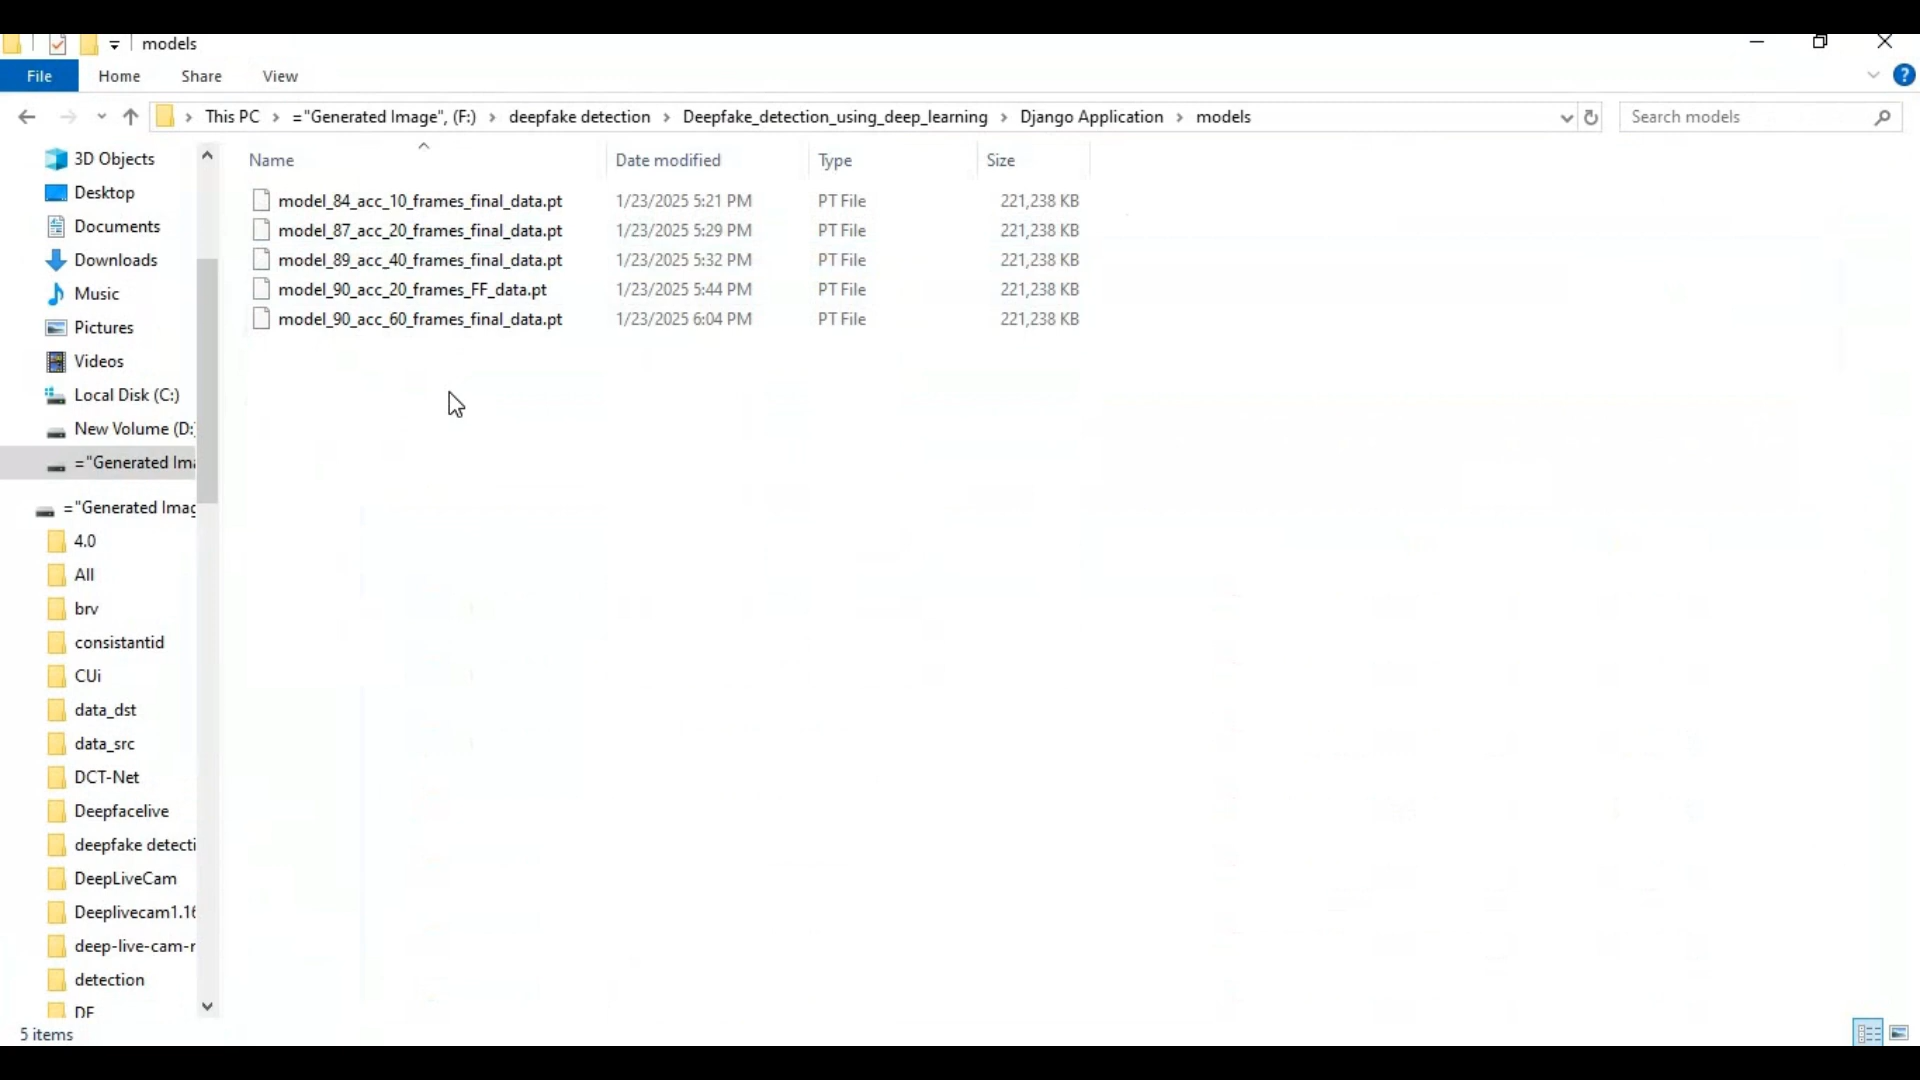 models
File Home Share View
This PC > ="Generated Image", (F:) > deepfake detection > Deepfake_detection_using_deep_learning > Django Application > models
Search models
Name Date modified Type Size
model_84_acc_10_frames_final_data.pt 1/23/2025 5:21 PM PT File 221,238 KB
model_87_acc_20_frames_final_data.pt 1/23/2025 5:29 PM PT File 221,238 KB
model_89_acc_40_frames_final_data.pt 1/23/2025 5:32 PM PT File 221,238 KB
model_90_acc_20_frames_FF_data.pt 1/23/2025 5:44 PM PT File 221,238 KB
model_90_acc_60_frames_final_data.pt 1/23/2025 6:04 PM PT File 221,238 KB
3D Objects
Desktop
Documents
Downloads
Music
Pictures
Videos
Local Disk (C:)
New Volume (D:
="Generated Ima
="Generated Imag
4.0
All
brv
consistantid
CUi
data_dst
data_src
DCT-Net
Deepfacelive
deepfake detecti
DeepLiveCam
Deeplivecam1.16
deep-live-cam-r
detection
DF
5 items